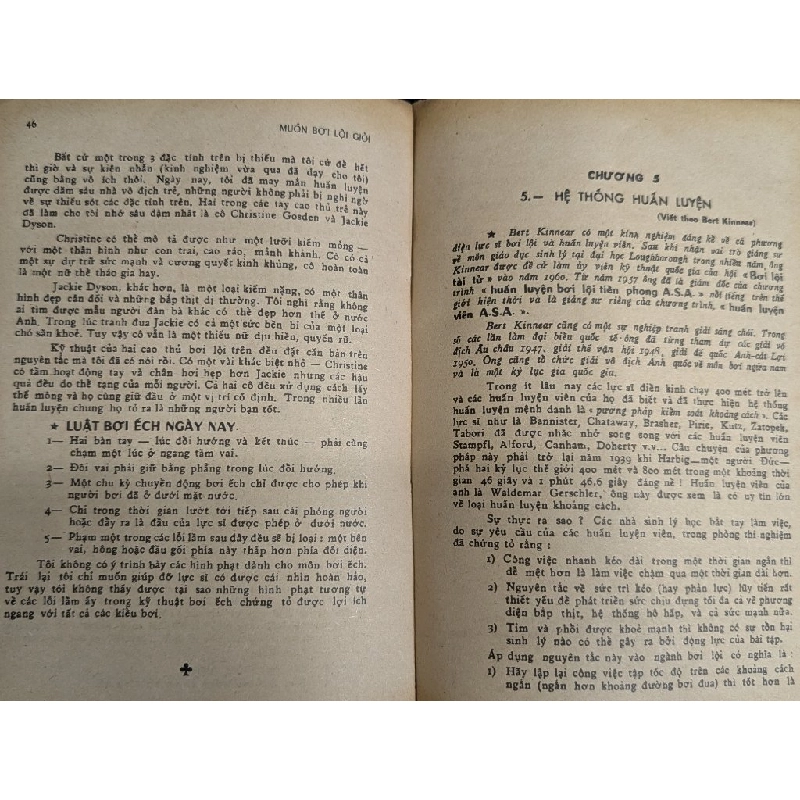 46
MUỐN BƠI LỘI GIỎI
Bất cứ một trong 3 đặc tính trên bị thiếu mà tôi cứ để hết
thì giờ và sự kiên nhẫn (kinh nghiệm vừa qua đã dạy cho tôi)
cũng bằng vô ích thôi. Ngày nay, tôi đã may mắn huấn luyện
được dăm sáu nhà vô địch trẻ, những người không phải bị nghi ngờ
về sự thiếu sót các đặc tính trên. Hai trong các tay cao thủ trẻ này
đã làm cho tôi nhớ sâu đậm nhất là cô Christine Gosden và Jackie
Dyson.
Christine có thể mô tả được như một lưỡi kiếm mỏng —
với một thân hình như con trai, cao ráo, mảnh khảnh. Cô có cả
một sự dự trữ sức mạnh và cương quyết kinh khủng, cô hoàn toàn
là một nữ thể tháo gia hay.
Jackie Dyson, khác hơn, là một loại kiếm nặng, có một thân
hình đẹp cân đối và những bắp thịt dị thường. Tôi nghĩ rằng không
ai tìm được mẫu người đàn bà khác có thể đẹp hơn thế ở nước
Anh. Trong lúc tranh đua Jackie có cả một sức bền bỉ của một loại
chó săn khoẻ. Tuy vậy cô vẫn là một thiếu nữ dịu hiền, quyến rũ.
Kỹ thuật của hai cao thủ bơi lội trên đều đặt căn bản trên
nguyên tắc mà tôi đã có nói rồi. Có một vài khác biệt nhỏ — Christine
có tầm hoạt động tay và chân hơi hẹp hơn Jackie nhưng các hậu
quả đều do thể tạng của mỗi người. Cả hai cô đều xử dụng cách lấy
thế mỏng và họ cùng giữ đầu ở một vị trí cố định. Trong nhiều lần
huấn luyện chung họ tỏ ra là những người bạn tốt.
★ LUẬT BƠI ẾCH NGÀY NAY
1— Hai bàn tay — lúc đổi hướng và kết thúc — phải cùng
chạm một lúc ở ngang tầm vai.
2— Đôi vai phải giữ bằng phẳng trong lúc đổi hướng.
3— Một chu kỳ chuyển động bơi ếch chỉ được cho phép khi
người bơi đã ở dưới mặt nước.
4— Chỉ trong thời gian lướt tới tiếp sau cái phóng người
hoặc đẩy ra là đầu của lực sĩ được phép ở dưới nước.
5— Phạm một trong các lỗi lầm sau đây đều sẽ bị loại : một bên
vai, hông hoặc đầu gối phía này thấp hơn phía đối diện.
Tôi không có ý trình bày các hình phạt dành cho môn bơi ếch.
Trái lại tôi chỉ muốn giúp đỡ lực sĩ có được cái nhìn hoàn hảo,
tuy vậy tôi không thấy được tại sao những hình phạt tương tự
về các lỗi lầm ấy trong kỹ thuật bơi ếch chứng tỏ được lợi ích
ngang với tất cả các kiểu bơi.
CHƯƠNG 5
5.— HỆ THỐNG HUẤN LUYỆN
(Viết theo Bert Kinnear)
★ Bert Kinnear có một kinh nghiệm đáng kể về cả phương
diện lực sĩ bơi lội và huấn luyện viên. Sau khi nhận vai trò giảng sư
về môn giáo dục sinh lý tại đại học Loughborough trong nhiều năm, ông
Kinnear được đề cử làm ủy viên kỹ thuật quốc gia của hội « Bơi lội
tài tử » vào năm 1960. Từ năm 1957 ông đã là giám đốc của chương
trình « huấn luyện bơi lội tiền phong A.S.A. » nổi tiếng trên thế
giới hiện thời và là giảng sư riêng của chương trình, « huấn luyện
viên A.S.A. ».
Bert Kinnear cũng có một sự nghiệp tranh giải sáng chói. Trong
số các lần làm đại biểu quốc tế ông đã từng tham dự các giải vô
địch Âu châu 1947, giải thế vận hội 1948, giải đế quốc Anh-cát Lợi
1950. Ông cũng tổ chức giải vô địch Anh quốc về môn bơi ngửa nam
và là một kỷ lục gia quốc gia.
Trong ít lâu nay các lực sĩ điền kinh chạy 400 mét trở lên
và các huấn luyện viên của họ đã biết và đã thực hiện hệ thống
huấn luyện mệnh danh là « phương pháp kiểm soát khoảng cách ». Các
lực sĩ như là Bannister, Chataway, Brasher, Pirie, Kutz, Zatopek,
Tabori đã được nhắc nhở song song với các huấn luyện viên
Stampfl, Alford, Canham, Doherty v.v... Câu chuyện của phương
pháp này phải trở lại năm 1939 khi Harbig—một người Đức—
phá hai kỷ lục thế giới 400 mét và 800 mét trong một khoảng thời
gian 46 giây và 1 phút 46,6 giây đáng nể ! Huấn luyện viên của
anh là Waldemar Gerschler, ông này được xem là có uy tín lớn
về loại huấn luyện khoảng cách.
Sự thực ra sao ? Các nhà sinh lý học bắt tay làm việc,
do sự yêu cầu của các huấn luyện viên, trong phòng thí nghiệm
đã chứng tỏ rằng :
1) Công việc nhanh kéo dài trong một thời gian ngắn thì
dễ mệt hơn là làm việc chậm qua một thời gian dài hơn.
2) Nguyên tắc về sức trì kéo (hay phản lực) lũy tiến rất
thiết yếu để phát triển sức chịu đựng tối đa cả về phương
diện bắp thịt, hệ thống hô hấp, và cả sức mạnh nữa.
3) Tim và phổi được khoẻ mạnh thì không có sự tổn hại
sinh lý nào có thể gây ra bởi động lực của bài tập.
Áp dụng nguyên tắc này vào ngành bơi lội có nghĩa là :
1) Hãy lập lại công việc tập tốc độ trên các khoảng cách
ngắn (ngắn hơn khoảng đường bơi đua) thì tốt hơn là